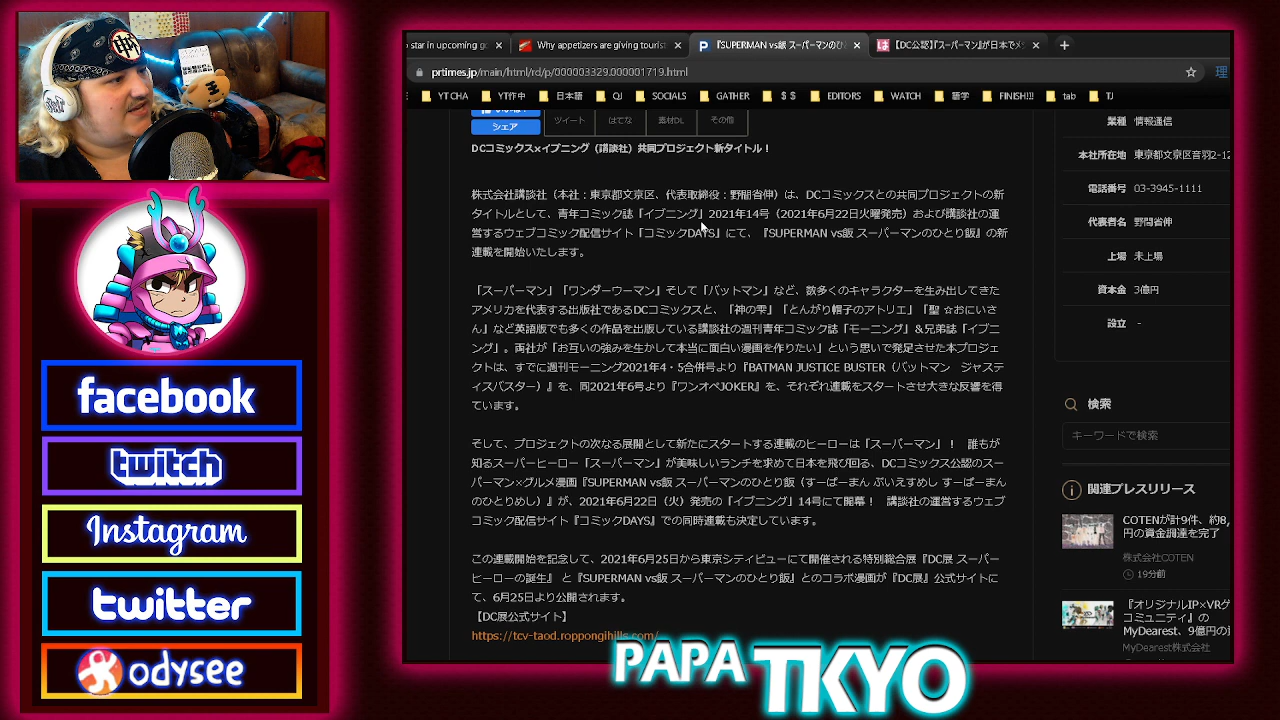 facebook
twitch
Instagram
twitter
odysee
star in upcoming
Why appetizers are giving tourist
『SUPERMAN vs飯 スーパーマンのひ
【DC公認】『スーパーマン』が日本で
prtimes.jp/main/html/rd/p/000003329.000001719.html
YT CHA
YT作中
日本語
QJ
SOCIALS
GATHER
$ $
EDITORS
WATCH
語学
FINISH!!!
tab
TJ
シェア
ツイート
はてな
素材DL
その他
DCコミックス×イブニング（講談社）共同プロジェクト新タイトル！
株式会社講談社（本社：東京都文京区、代表取締役：野間省伸）は、DCコミックスとの共同プロジェクトの新
タイトルとして、青年コミック誌「イブニング」2021年14号（2021年6月22日火曜発売）および講談社の運
営するウェブコミック配信サイト「コミックDAYS」にて、『SUPERMAN vs飯 スーパーマンのひとり飯』の新
連載を開始いたします。
「スーパーマン」「ワンダーウーマン」そして「バットマン」など、数多くのキャラクターを生み出してきた
アメリカを代表する出版社であるDCコミックスと、「神の雫」「とんがり帽子のアトリエ」「聖 ☆おにいさ
ん」など英語版でも多くの作品を出版している講談社の週刊青年コミック誌「モーニング」＆兄弟誌「イブニ
ング」。両社が「お互いの強みを生かして本当に面白い漫画を作りたい」という思いで発足させた本プロジェ
クトは、すでに週刊モーニング2021年4・5合併号より『BATMAN JUSTICE BUSTER（バットマン　ジャステ
ィスバスター）』を、同2021年6号より『ワンオペJOKER』を、それぞれ連載をスタートさせ大きな反響を得
ています。
そして、プロジェクトの次なる展開として新たにスタートする連載のヒーローは「スーパーマン」！　誰もが
知るスーパーヒーロー「スーパーマン」が美味しいランチを求めて日本を飛び回る、DCコミックス公認のスー
パーマン×グルメ漫画『SUPERMAN vs飯 スーパーマンのひとり飯（すーぱーまん ぶいえすめし すーぱーまん
のひとりめし）』が、2021年6月22日（火）発売の「イブニング」14号にて開幕！　講談社の運営するウェブ
コミック配信サイト『コミックDAYS』での同時連載も決定しています。
この連載開始を記念して、2021年6月25日から東京シティビューにて開催される特別総合展『DC展 スーパー
ヒーローの誕生』 と『SUPERMAN vs飯 スーパーマンのひとり飯』とのコラボ漫画が『DC展』公式サイトに
て、6月25日より公開されます。
【DC展公式サイト】
https://tcv-taod.roppongihills.com/
業種 情報通信
本社所在地 東京都文京区音羽2-12
電話番号 03-3945-1111
代表者名 野間省伸
上場 未上場
資本金 3億円
設立 -
検索
キーワードで検索
関連プレスリリース
COTENが計9件、約8,
円の資金調達を完了
株式会社COTEN
19分前
『オリジナルIP×VRゲ
コミュニティ』の
MyDearest、9億円の
MyDearest株式会社
PAPA TKYO